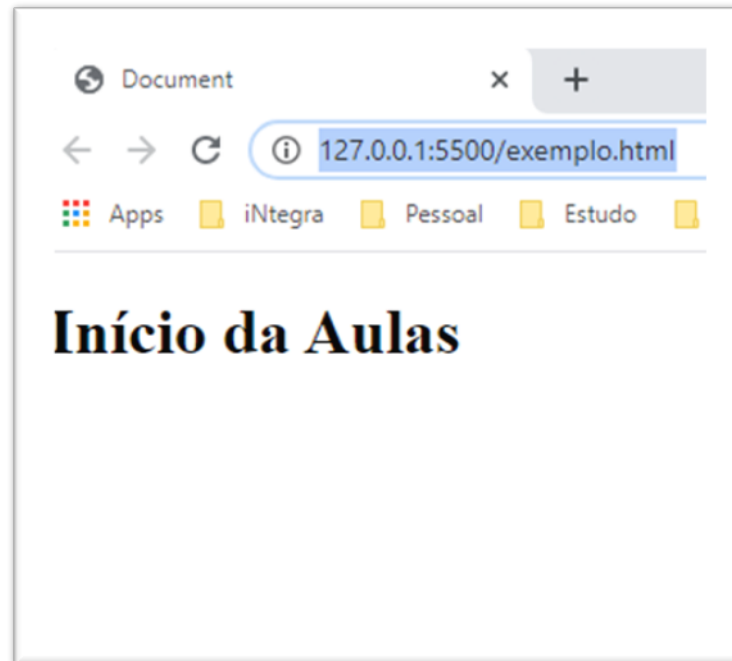 Document
127.0.0.1:5500/exemplo.html
Apps iNtegra Pessoal Estudo
Início da Aulas